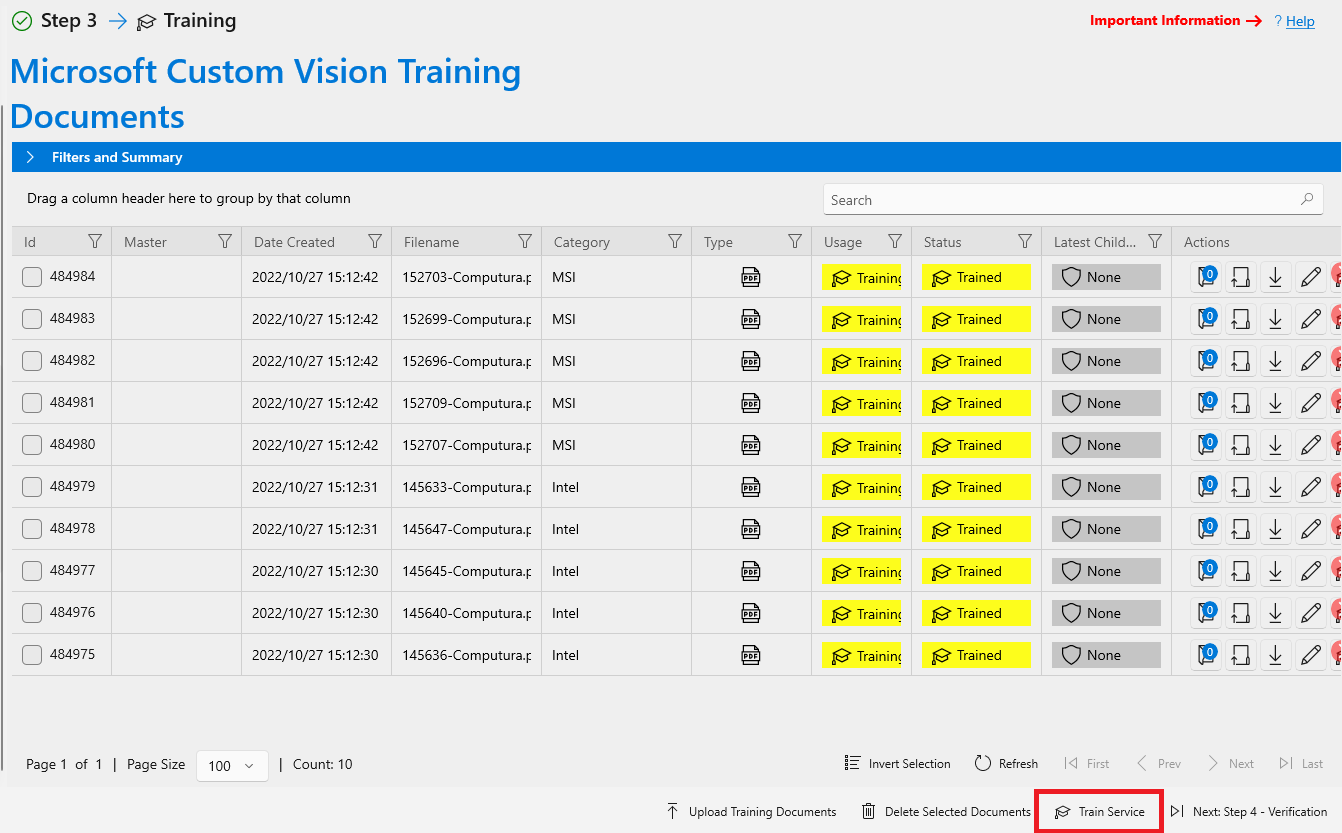 Step 3 Training
Important Information ? Help
Microsoft Custom Vision Training
Documents
Filters and Summary
Drag a column header here to group by that column
Search
Id Master Date Created Filename Category Type Usage Status Latest Child... Actions
484984 2022/10/27 15:12:42 152703-Computura.p MSI PDF Training Trained None 0
484983 2022/10/27 15:12:42 152699-Computura.p MSI PDF Training Trained None 0
484982 2022/10/27 15:12:42 152696-Computura.p MSI PDF Training Trained None 0
484981 2022/10/27 15:12:42 152709-Computura.p MSI PDF Training Trained None 0
484980 2022/10/27 15:12:42 152707-Computura.p MSI PDF Training Trained None 0
484979 2022/10/27 15:12:31 145633-Computura.p Intel PDF Training Trained None 0
484978 2022/10/27 15:12:31 145647-Computura.p Intel PDF Training Trained None 0
484977 2022/10/27 15:12:30 145645-Computura.p Intel PDF Training Trained None 0
484976 2022/10/27 15:12:30 145640-Computura.p Intel PDF Training Trained None 0
484975 2022/10/27 15:12:30 145636-Computura.p Intel PDF Training Trained None 0
Page 1 of 1 | Page Size 100 | Count: 10 Invert Selection Refresh First Prev Next Last
Upload Training Documents Delete Selected Documents Train Service Next: Step 4 - Verification